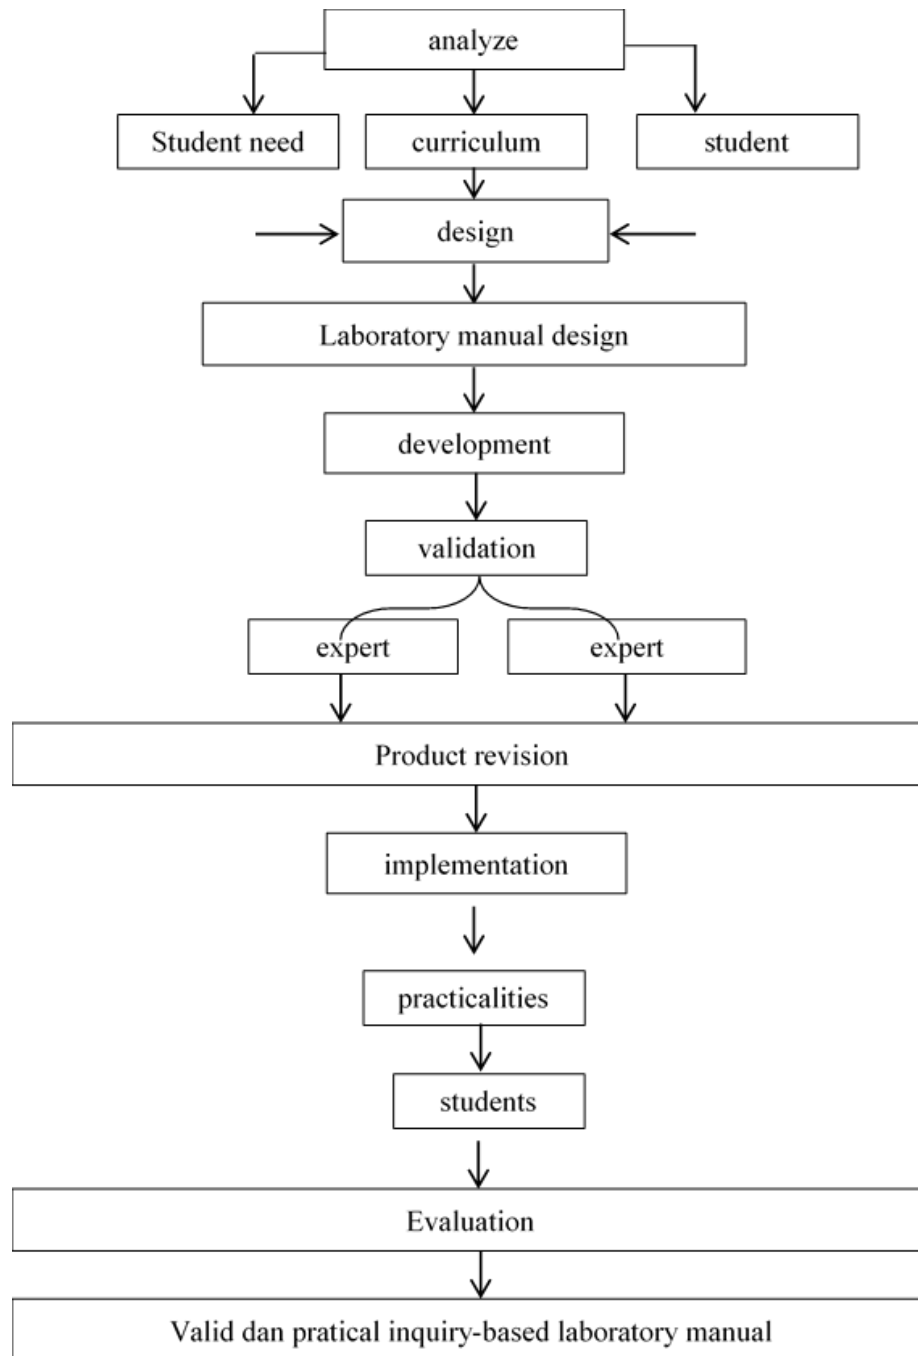 analyze
Student need
curriculum
student
design
Laboratory manual design
development
validation
expert
expert
Product revision
implementation
practicalities
students
Evaluation
Valid dan pratical inquiry-based laboratory manual